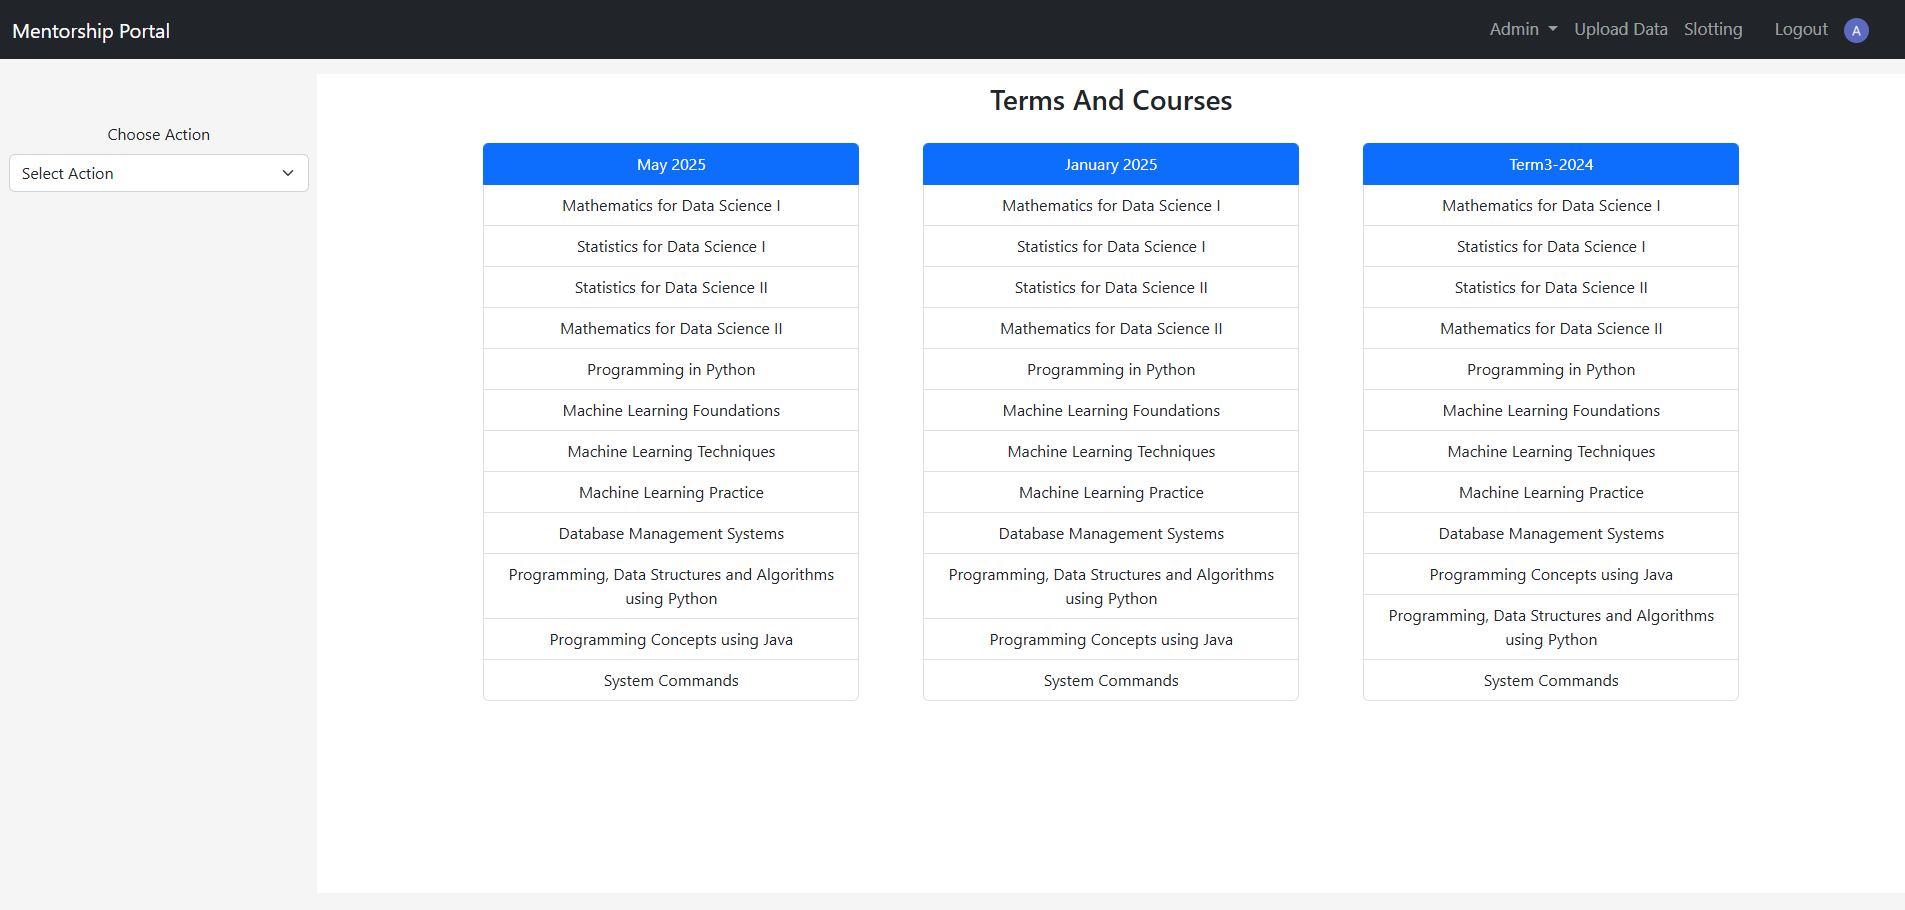 Mentorship Portal
Admin
Upload Data
Slotting
Logout
A
Choose Action
Select Action
Terms And Courses
May 2025
Mathematics for Data Science I
Statistics for Data Science I
Statistics for Data Science II
Mathematics for Data Science II
Programming in Python
Machine Learning Foundations
Machine Learning Techniques
Machine Learning Practice
Database Management Systems
Programming, Data Structures and Algorithms
using Python
Programming Concepts using Java
System Commands
January 2025
Mathematics for Data Science I
Statistics for Data Science I
Statistics for Data Science II
Mathematics for Data Science II
Programming in Python
Machine Learning Foundations
Machine Learning Techniques
Machine Learning Practice
Database Management Systems
Programming, Data Structures and Algorithms
using Python
Programming Concepts using Java
System Commands
Term3-2024
Mathematics for Data Science I
Statistics for Data Science I
Statistics for Data Science II
Mathematics for Data Science II
Programming in Python
Machine Learning Foundations
Machine Learning Techniques
Machine Learning Practice
Database Management Systems
Programming Concepts using Java
Programming, Data Structures and Algorithms
using Python
System Commands